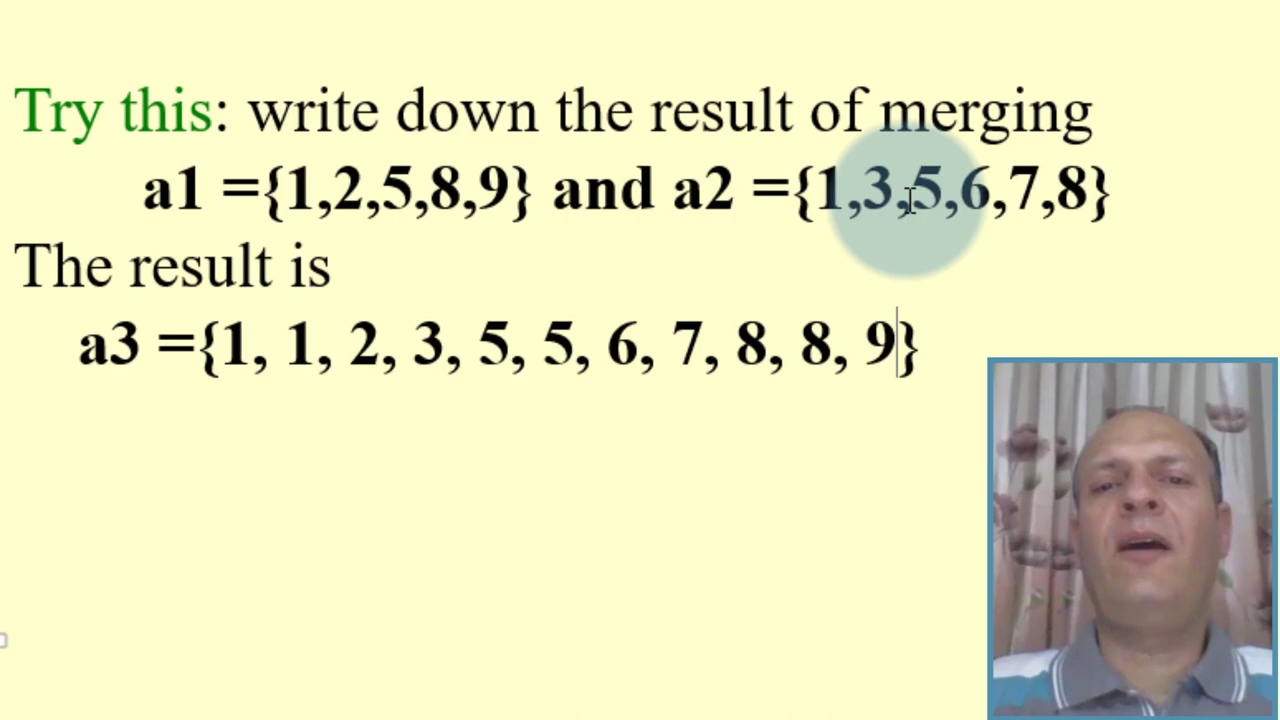 Try this: write down the result of merging
a1 ={1,2,5,8,9} and a2 ={1,3,5,6,7,8}
The result is
a3 ={1, 1, 2, 3, 5, 5, 6, 7, 8, 8, 9}